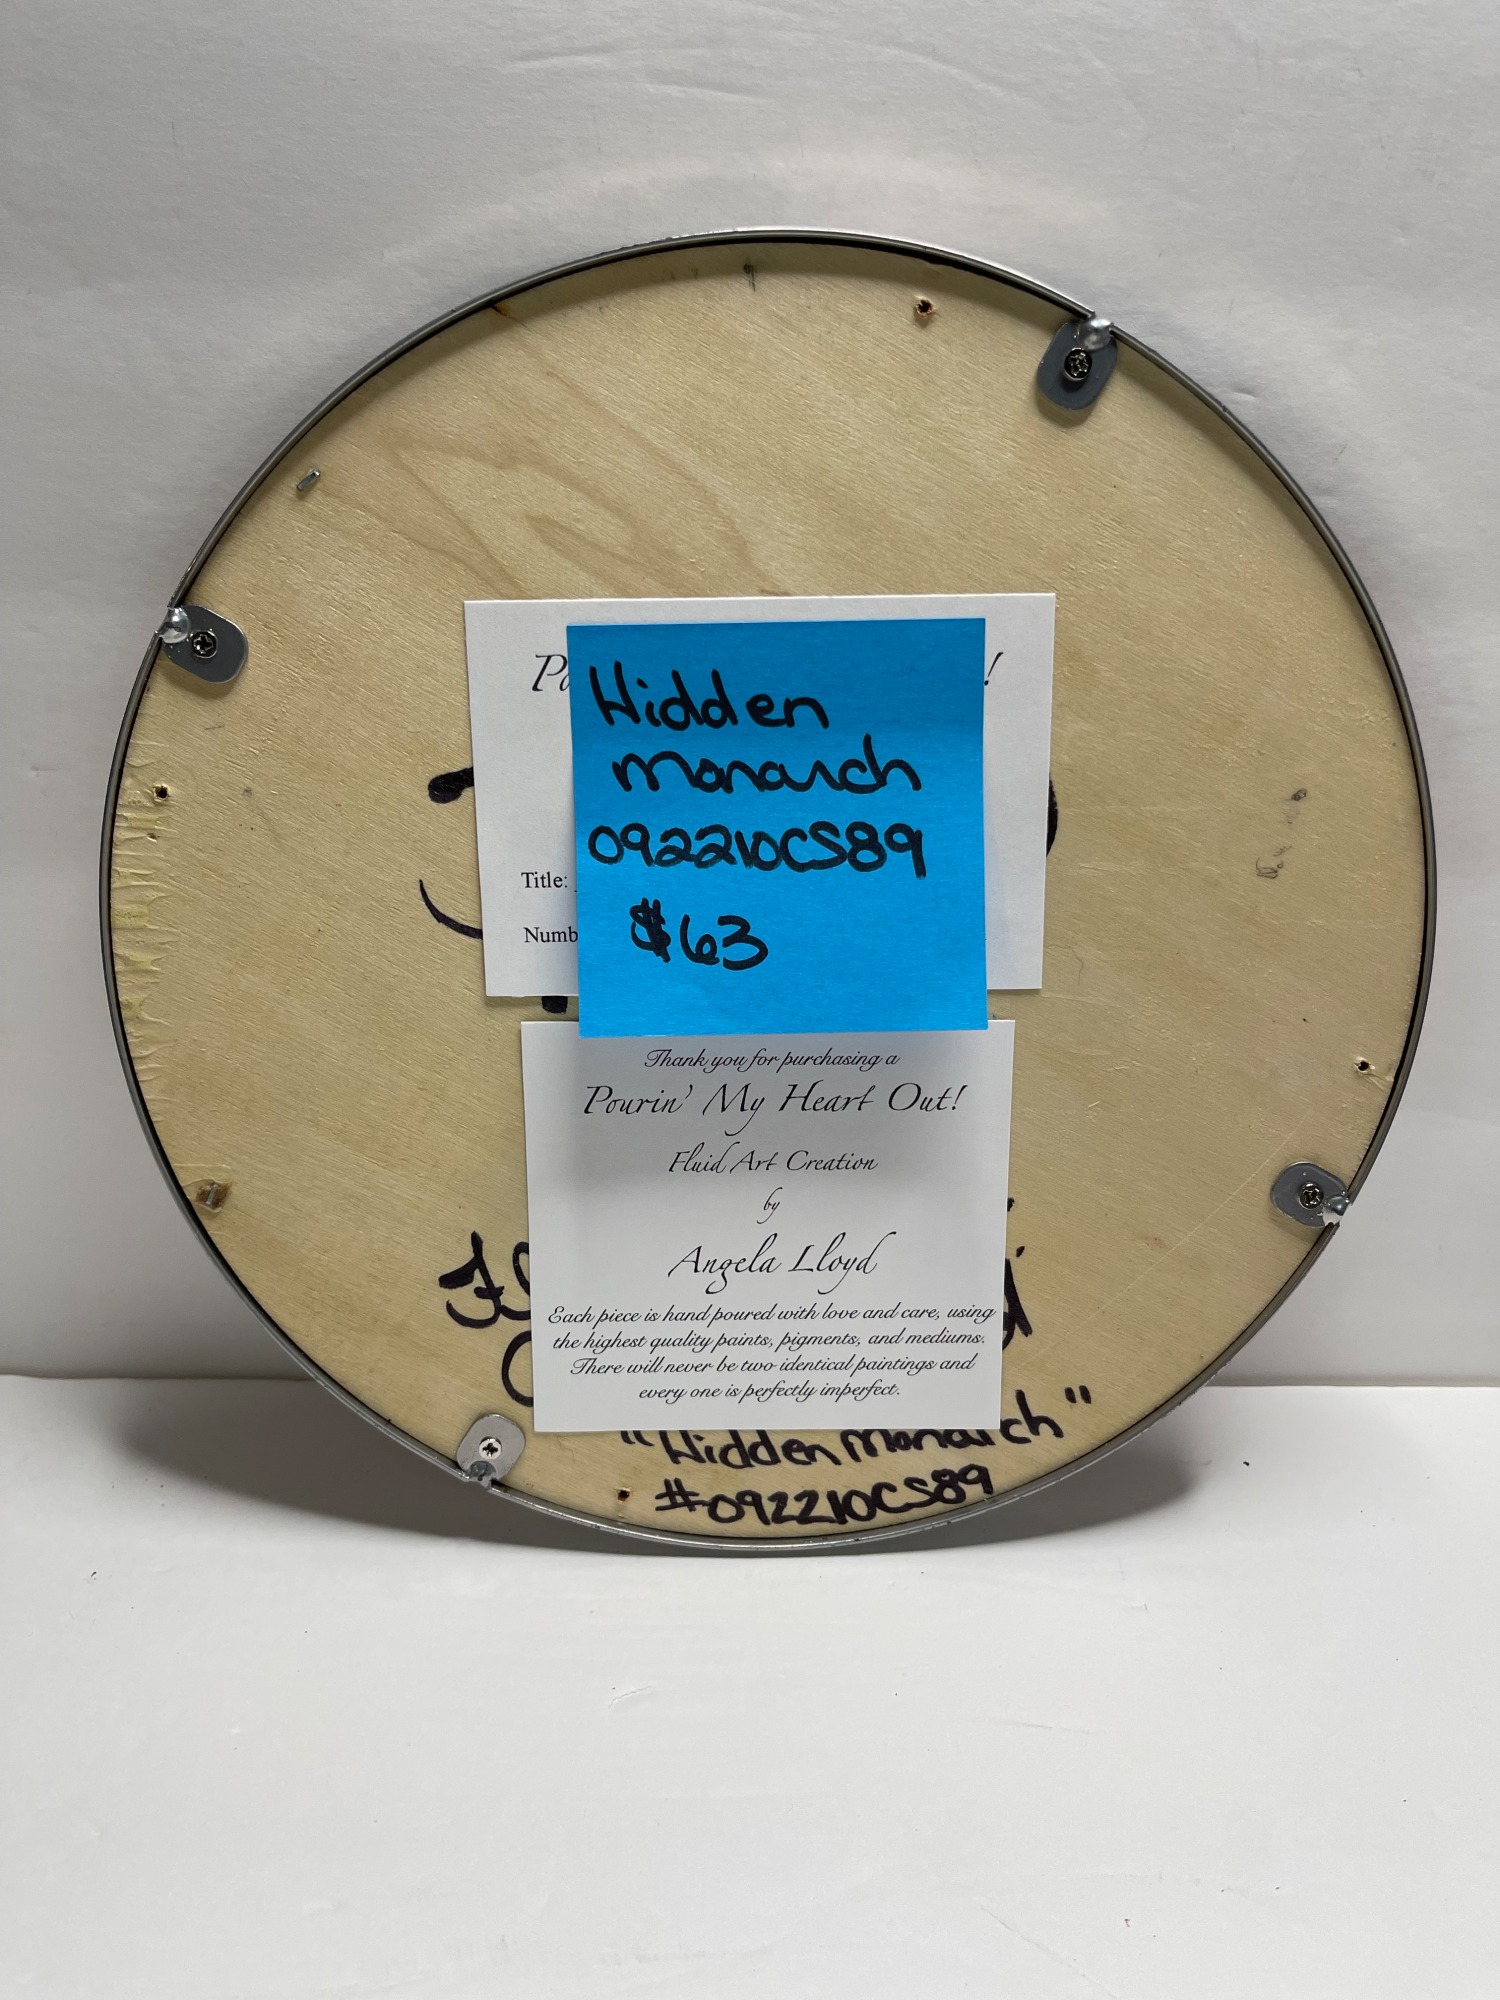 !
Hidden
monarch
092210CS89
$63
Title:
Thank you for purchasing a
Pourin' My Heart Out!
Fluid Art Creation
by
Angela Lloyd
Each piece is hand poured with love and care, using
the highest quality paints, pigments, and mediums.
There will never be two identical paintings and
every one is perfectly imperfect.
"Hidden monarch"
#092210CS89